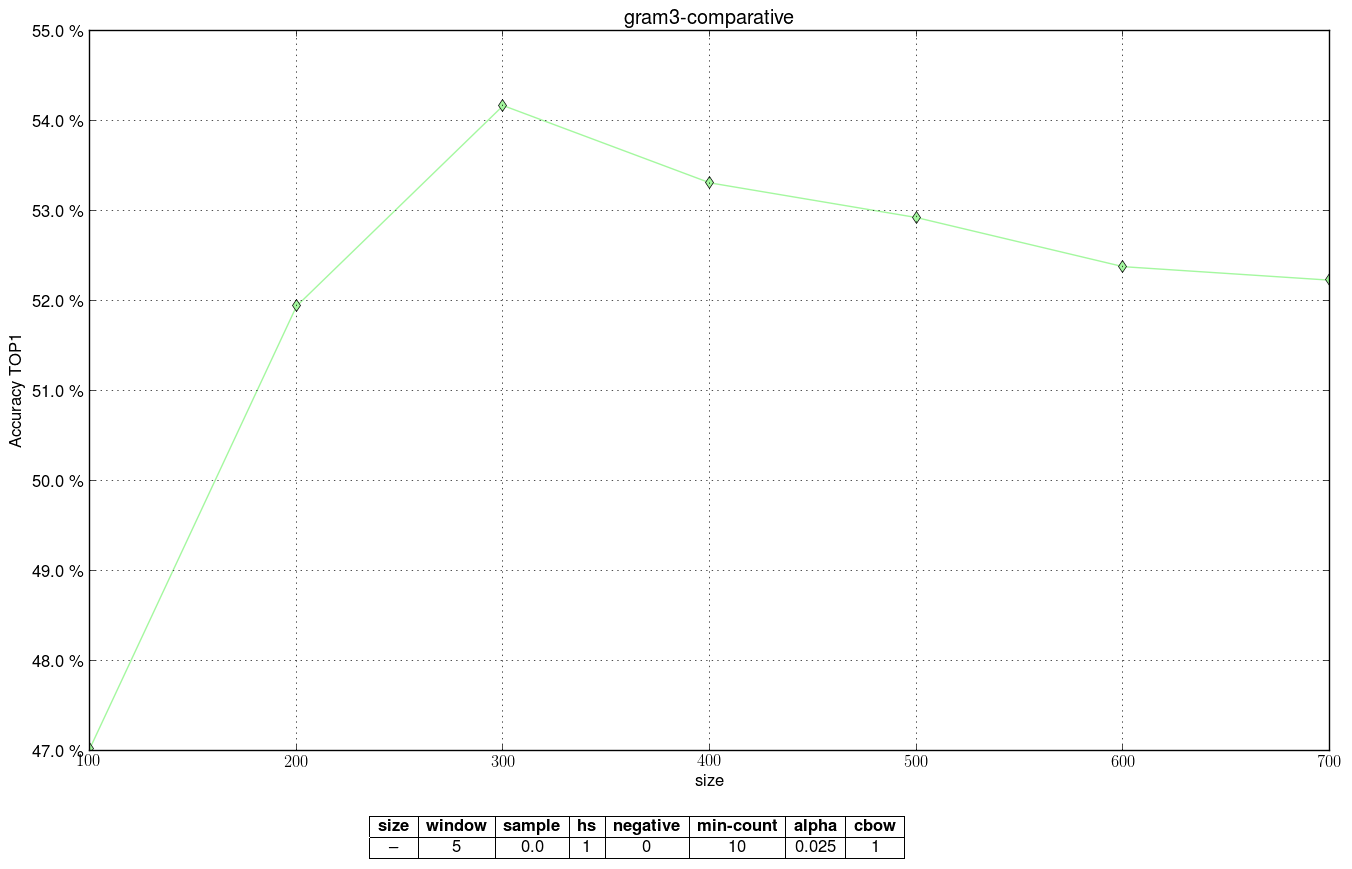 gram3-comparative
55.0 %
54.0 %
53.0 %
52.0 %
51.0 %
50.0 %
49.0 %
48.0 %
47.0 %
Accuracy TOP1
100 200 300 400 500 600 700
size
size window sample hs negative min-count alpha cbow
– 5 0.0 1 0 10 0.025 1